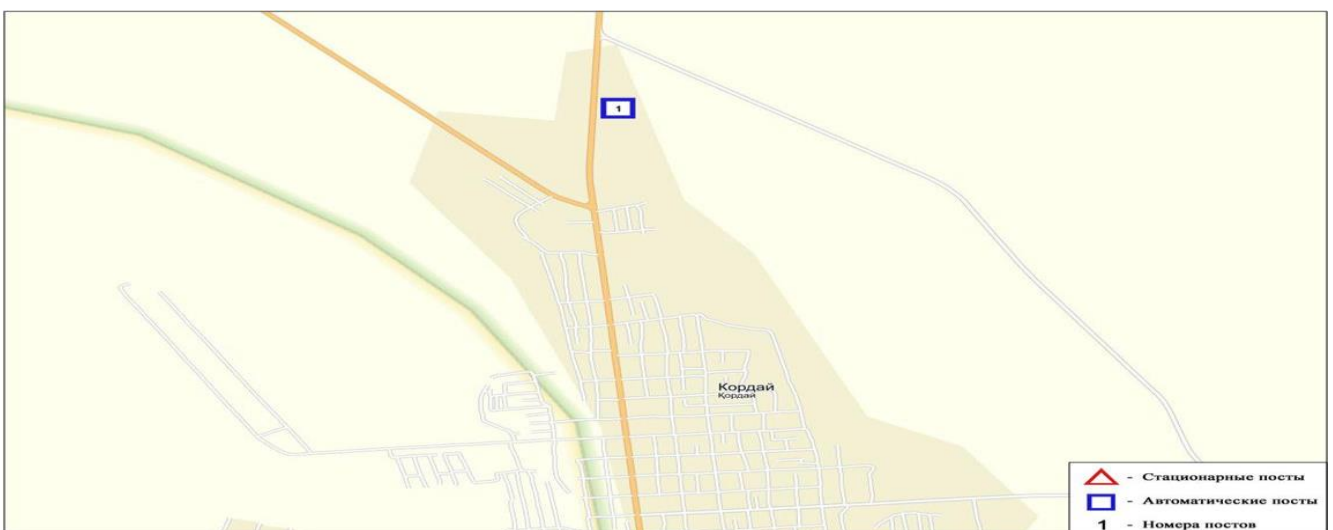 1
Кордай
Қордай
- Стационарные посты
- Автоматические посты
1 - Номера постов